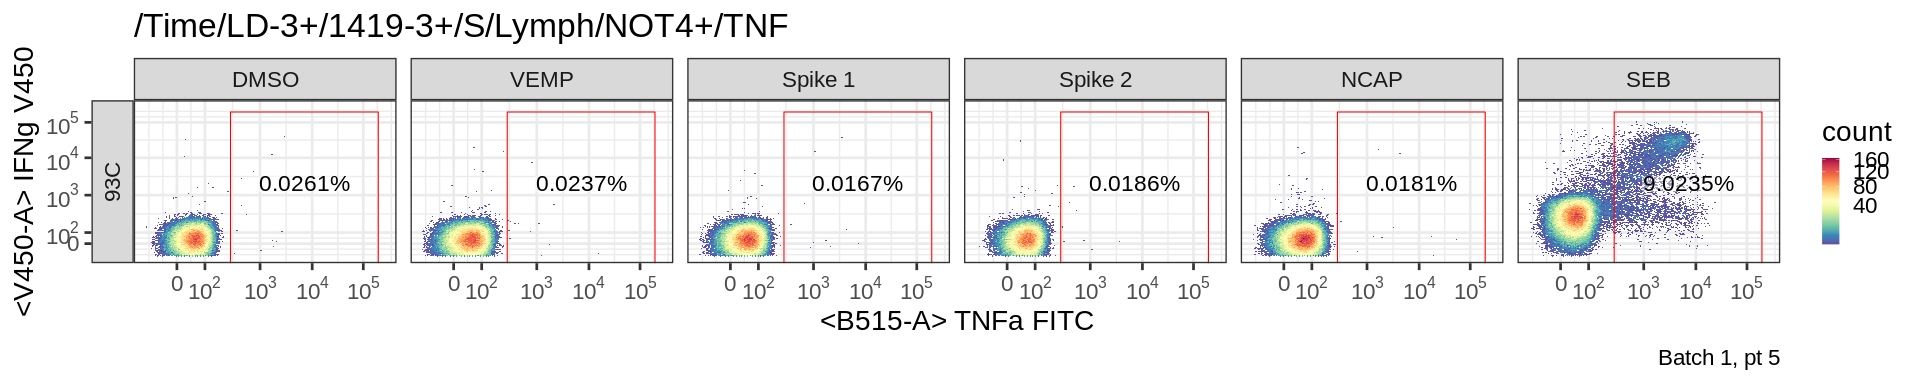 /Time/LD-3+/1419-3+/S/Lymph/NOT4+/TNF
DMSO VEMP Spike 1 Spike 2 NCAP SEB
<V450-A> IFNg V450
93C
10^5
10^4
10^3
10^2
0
0.0261% 0.0237% 0.0167% 0.0186% 0.0181% 9.0235%
count
160
120
80
40
0 10^2 10^3 10^4 10^5 0 10^2 10^3 10^4 10^5 0 10^2 10^3 10^4 10^5 0 10^2 10^3 10^4 10^5 0 10^2 10^3 10^4 10^5 0 10^2 10^3 10^4 10^5
<B515-A> TNFa FITC
Batch 1, pt 5